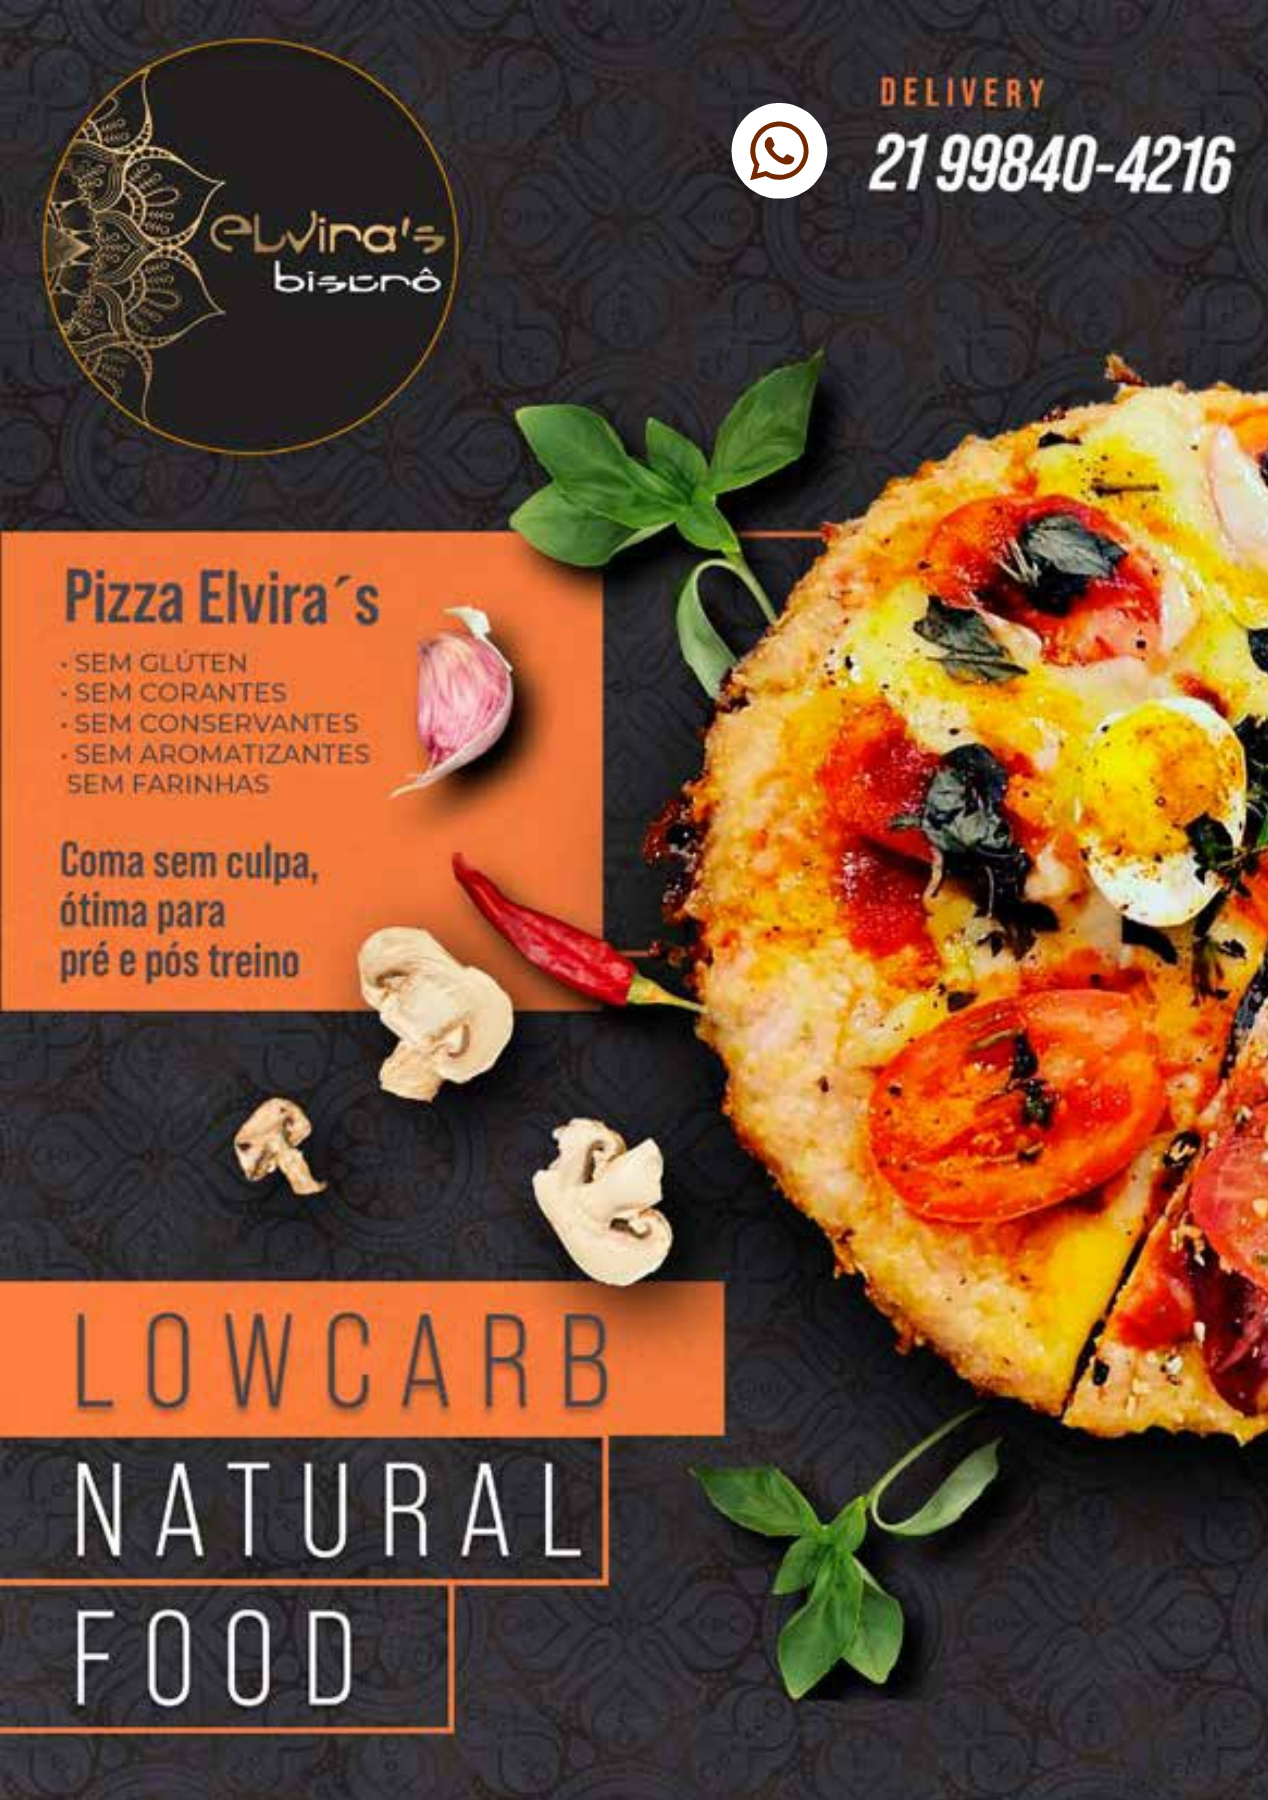 elvira's
bistrô
DELIVERY
21 99840-4216
Pizza Elvira´s
• SEM GLÚTEN
• SEM CORANTES
• SEM CONSERVANTES
• SEM AROMATIZANTES
SEM FARINHAS
Coma sem culpa,
ótima para
pré e pós treino
LOWCARB
NATURAL
FOOD